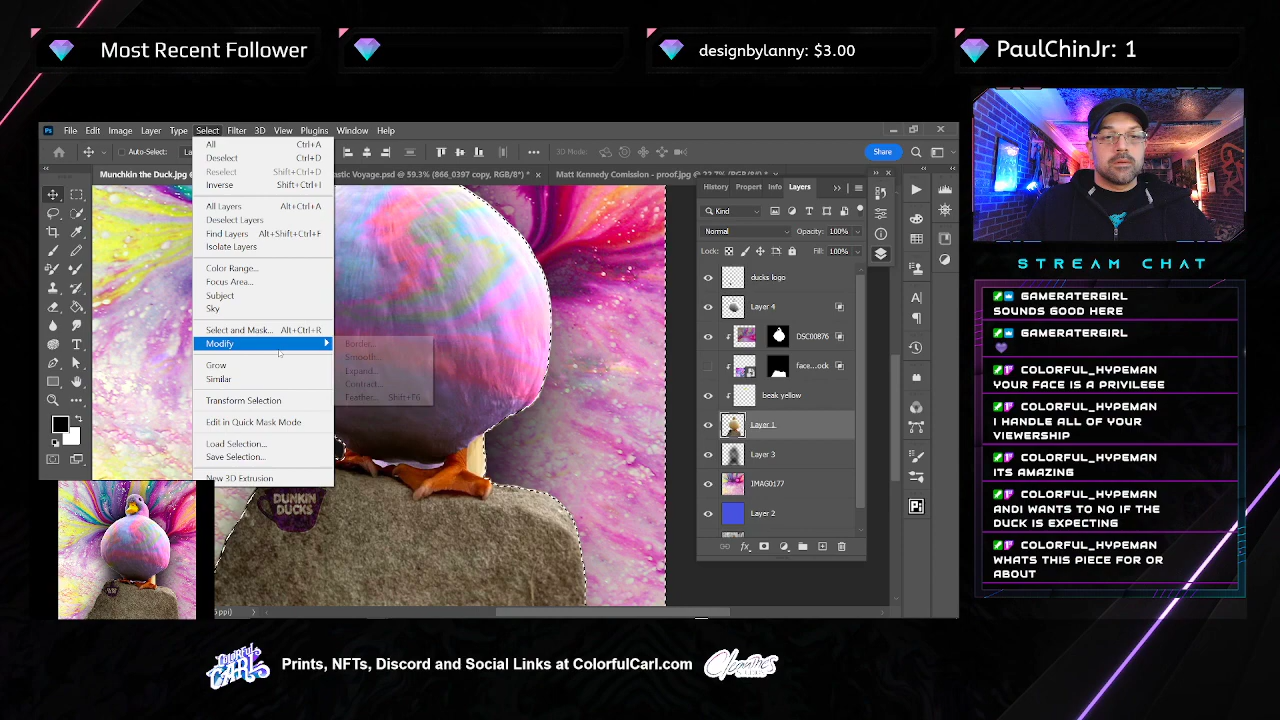 Most Recent Follower
designbylanny: $3.00
PaulChinJr: 1
Ps File Edit Image Layer Type Select Filter 3D View Plugins Window Help
Auto-Select: 3D Mode: Share
Munchkin the Duck.jpg @
astic Voyage.psd @ 59.3% (866_0397 copy, RGB/8*) * ×
Matt Kennedy Comission - proof.jpg @ 22.7%
All Ctrl+A
Deselect Ctrl+D
Reselect Shift+Ctrl+D
Inverse Shift+Ctrl+I
All Layers Alt+Ctrl+A
Deselect Layers
Find Layers Alt+Shift+Ctrl+F
Isolate Layers
Color Range...
Focus Area...
Subject
Sky
Select and Mask... Alt+Ctrl+R
Modify
Grow
Similar
Transform Selection
Edit in Quick Mask Mode
Load Selection...
Save Selection...
New 3D Extrusion
Border...
Smooth...
Expand...
Contract...
Feather... Shift+F6
DUNKIN
DUCKS
ppi)
History Propert Info Layers
Kind
Normal Opacity: 100%
Lock: Fill: 100%
ducks logo
Layer 4
DSC00876
face...ock
beak yellow
Layer 1
Layer 3
IMAG0177
Layer 2
fx
Pi
STREAM CHAT
GAMERATERGIRL
SOUNDS GOOD HERE
GAMERATERGIRL
COLORFUL_HYPEMAN
YOUR FACE IS A PRIVILEGE
COLORFUL_HYPEMAN
I HANDLE ALL OF YOUR
VIEWERSHIP
COLORFUL_HYPEMAN
ITS AMAZING
COLORFUL_HYPEMAN
ANDI WANTS TO NO IF THE
DUCK IS EXPECTING
COLORFUL_HYPEMAN
WHATS THIS PIECE FOR OR
ABOUT
COLORFUL CARL
Prints, NFTs, Discord and Social Links at ColorfulCarl.com